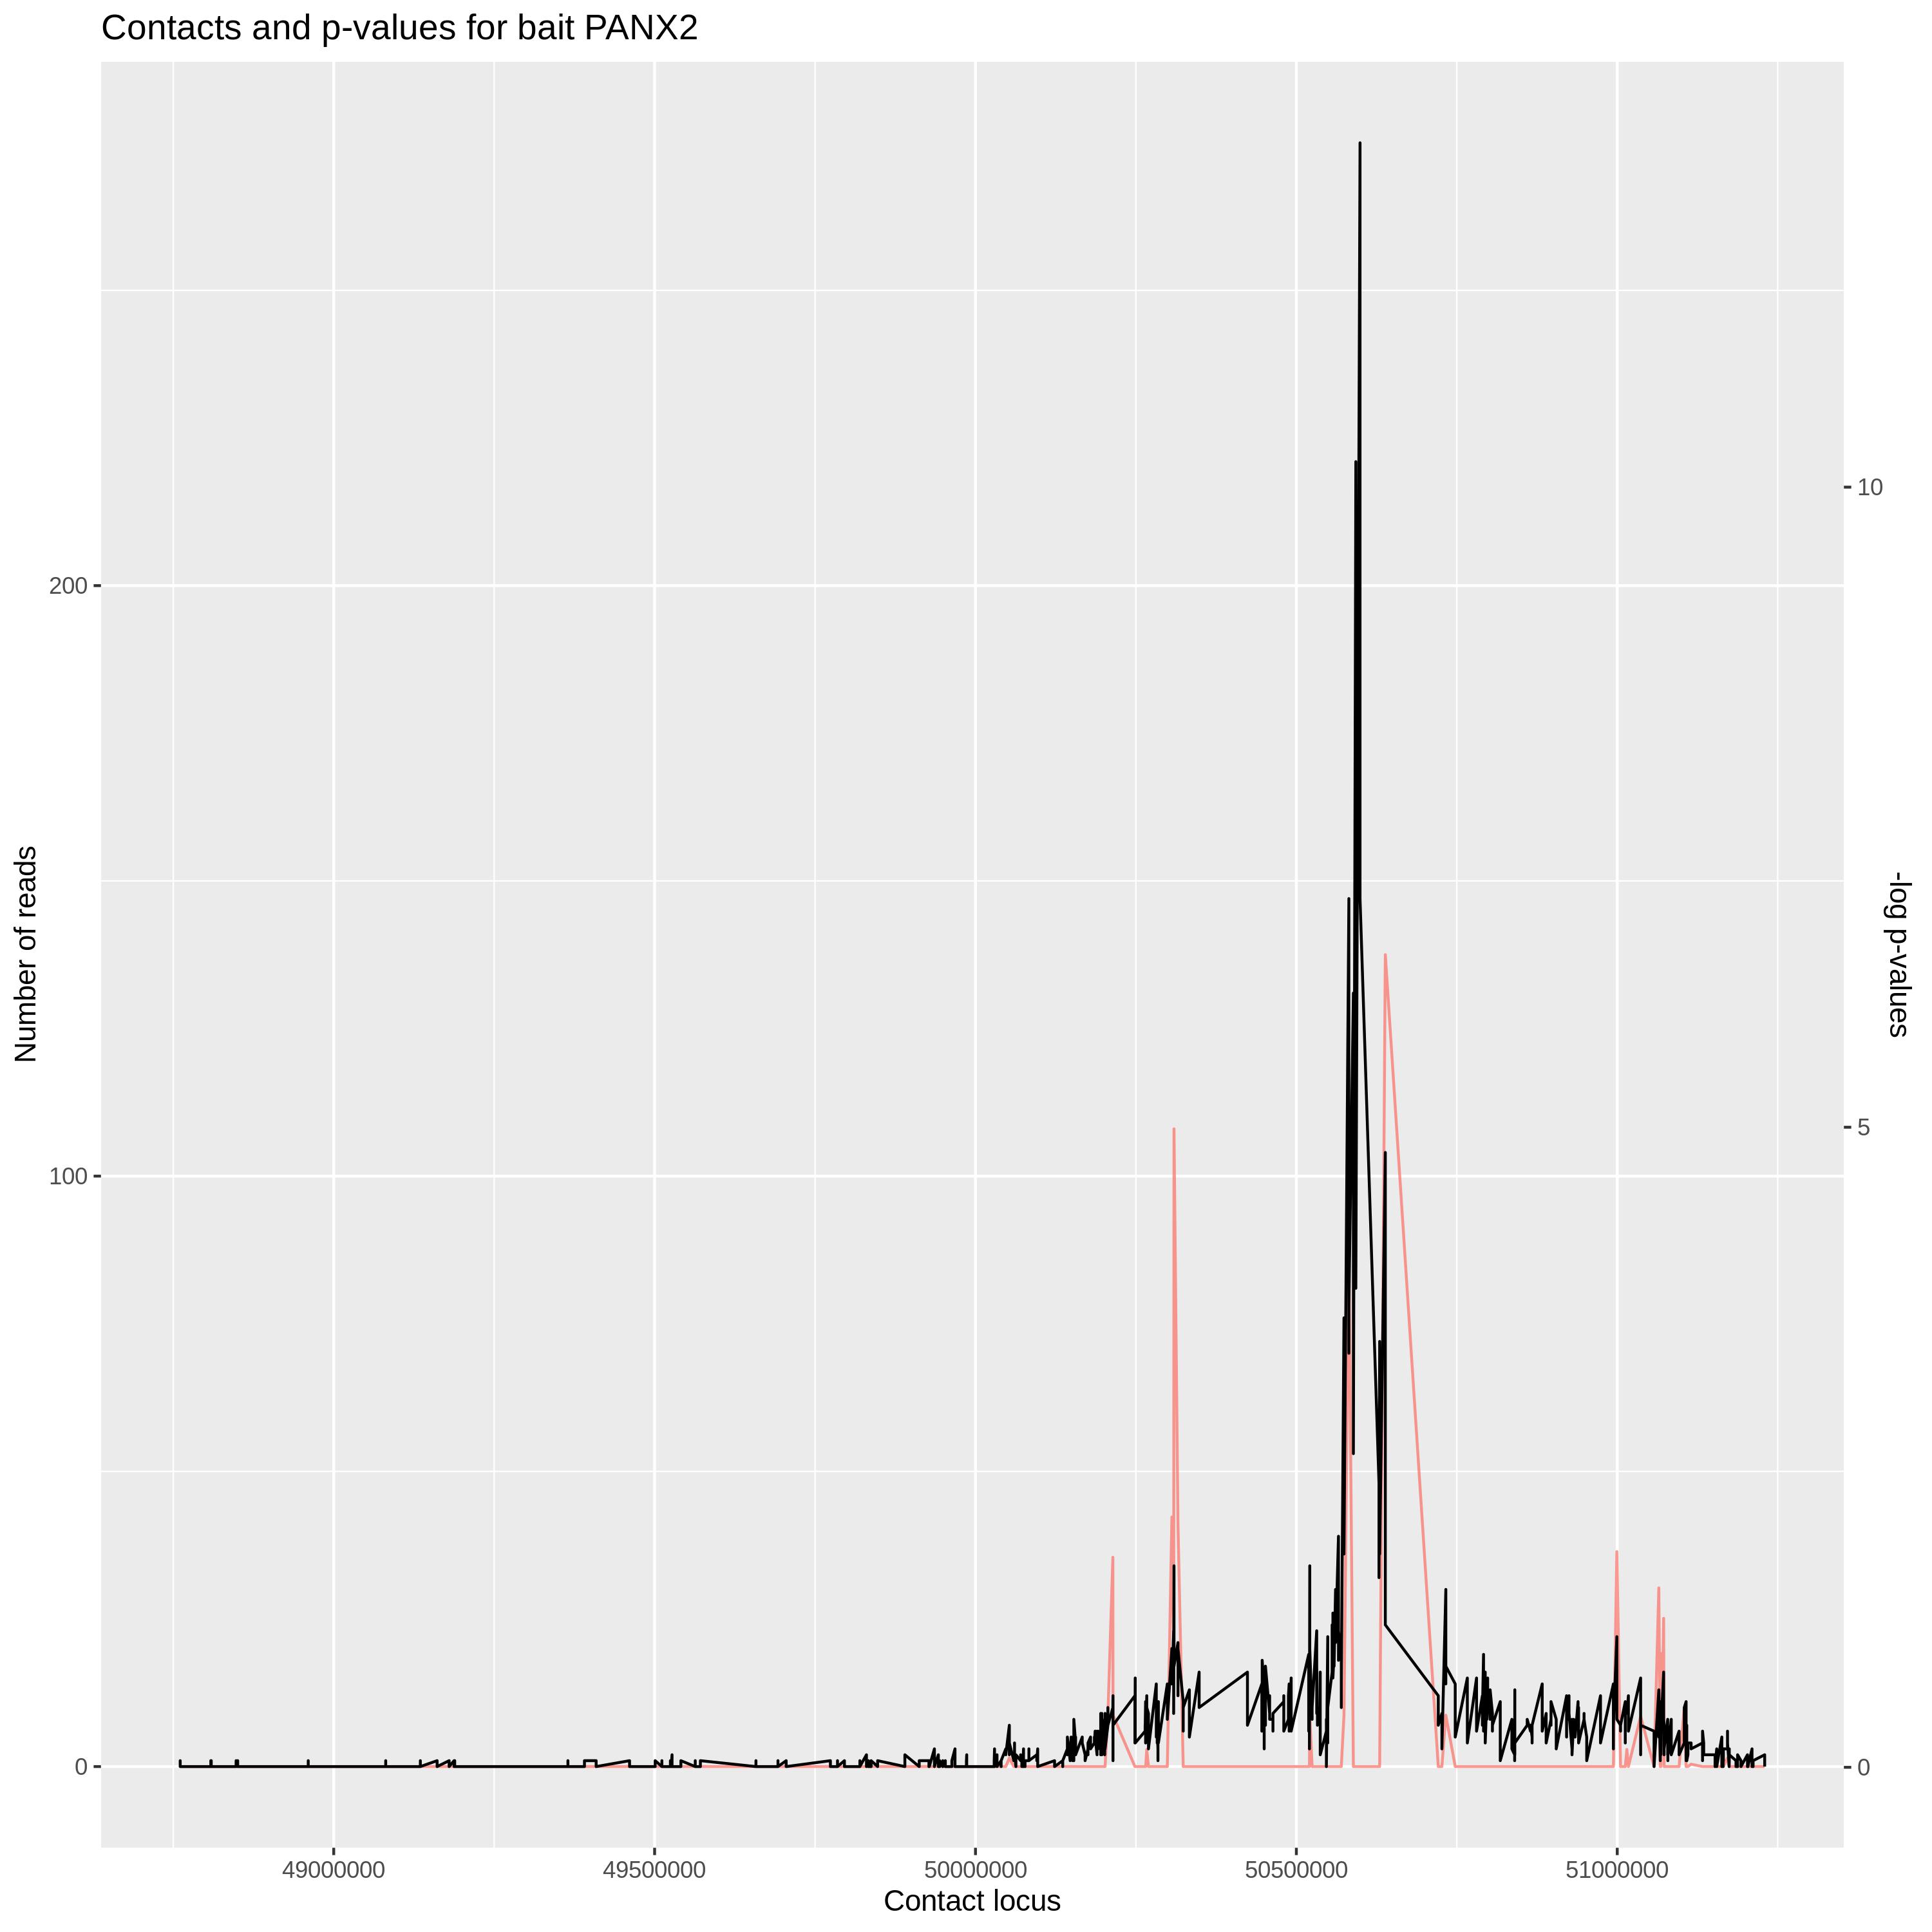 Contacts and p-values for bait PANX2
Number of reads
200
100
0
10
5
0
-log p-values
49000000
49500000
50000000
50500000
51000000
Contact locus